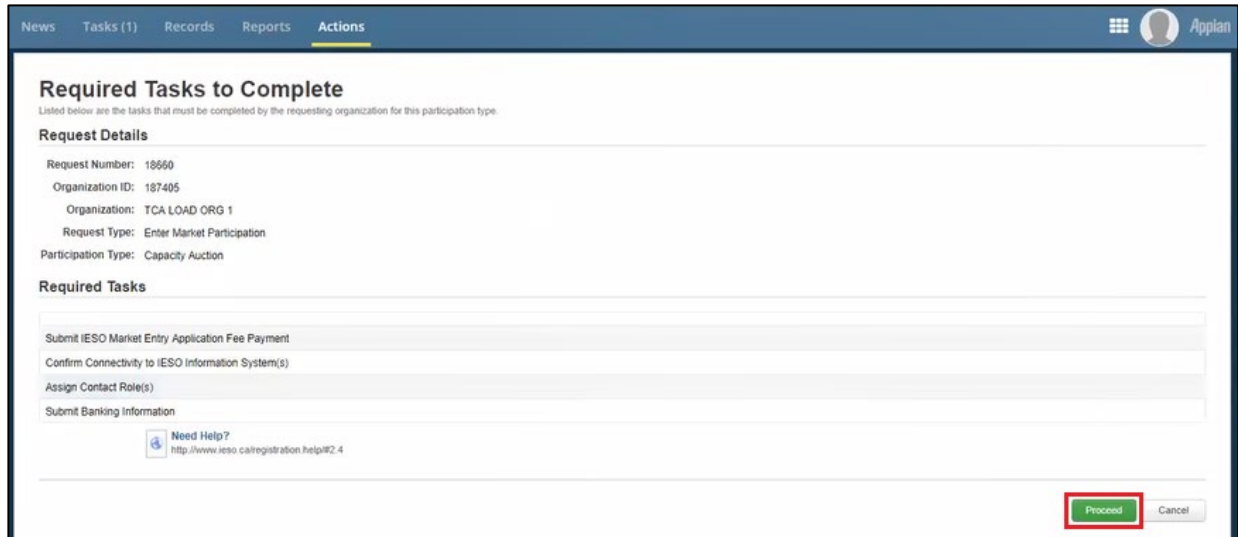 News Tasks (1) Records Reports Actions Appian
Required Tasks to Complete
Listed below are the tasks that must be completed by the requesting organization for this participation type.
Request Details
Request Number: 18660
Organization ID: 187405
Organization: TCA LOAD ORG 1
Request Type: Enter Market Participation
Participation Type: Capacity Auction
Required Tasks
Submit IESO Market Entry Application Fee Payment
Confirm Connectivity to IESO Information System(s)
Assign Contact Role(s)
Submit Banking Information
Need Help?
http://www.ieso.ca/registration.help/#2.4
Proceed Cancel